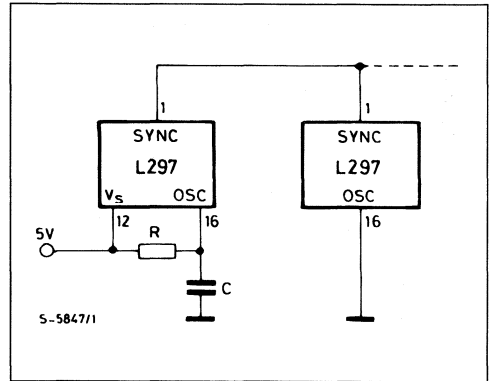 1 1
SYNC SYNC
L297 L297
Vs OSC OSC
12 16 16
5V R
C
S-5847/1